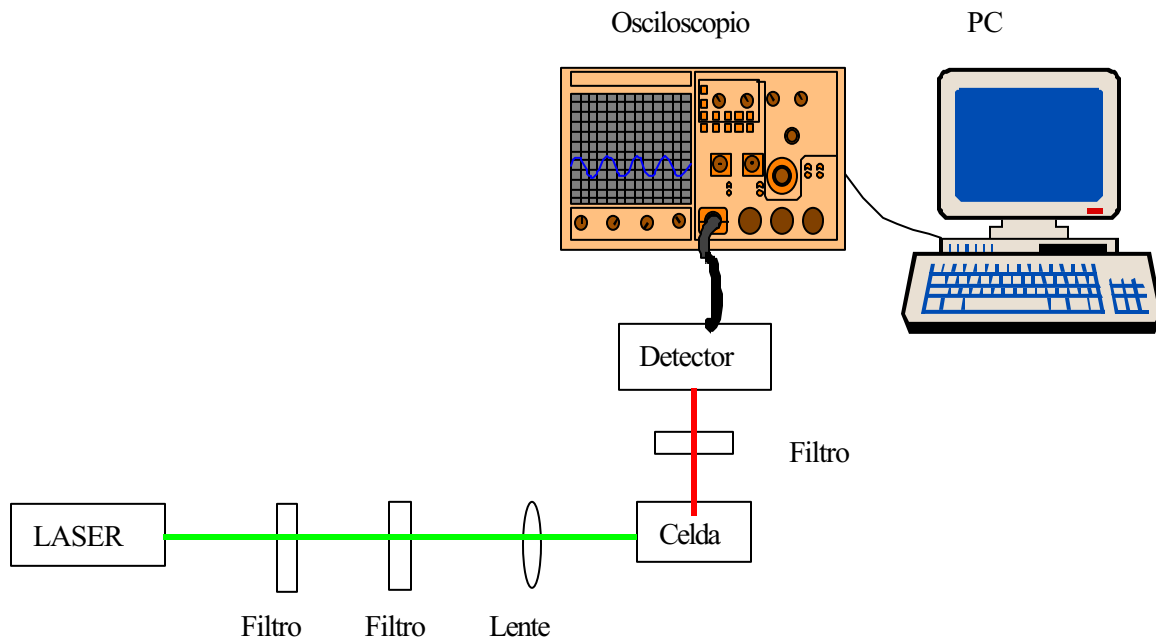 Osciloscopio PC
Detector
Filtro
LASER
Celda
Filtro Filtro Lente